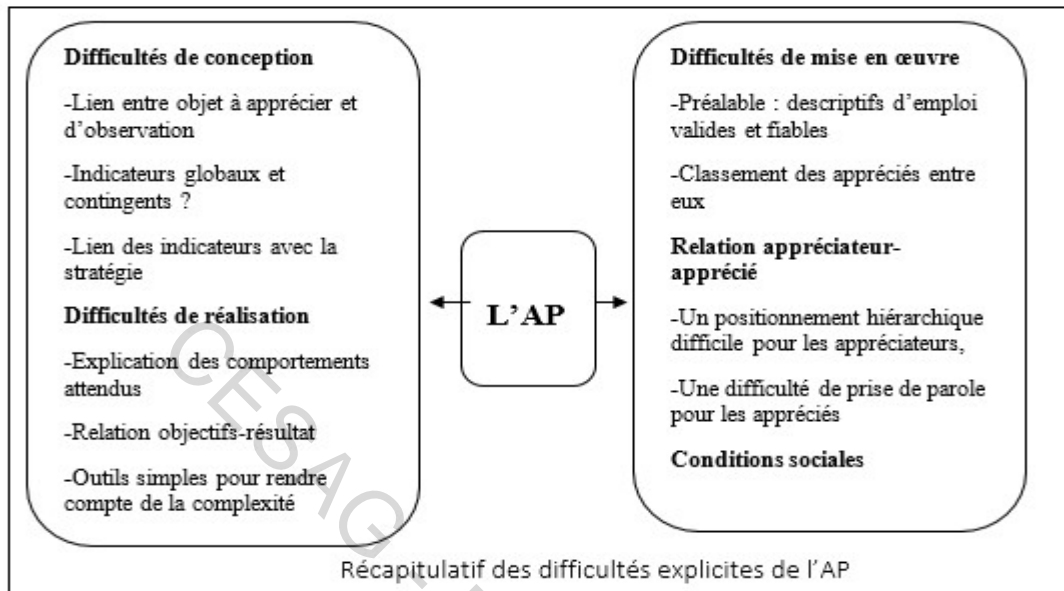 Difficultés de conception
-Lien entre objet à apprécier et
d'observation
-Indicateurs globaux et
contingents ?
-Lien des indicateurs avec la
stratégie
Difficultés de réalisation
-Explication des comportements
attendus
-Relation objectifs-résultat
-Outils simples pour rendre
compte de la complexité
L'AP
Difficultés de mise en œuvre
-Préalable : descriptifs d'emploi
valides et fiables
-Classement des appréciés entre
eux
Relation appréciateur-
apprécié
-Un positionnement hiérarchique
difficile pour les appréciateurs,
-Une difficulté de prise de parole
pour les appréciés
Conditions sociales
Récapitulatif des difficultés explicites de l'AP
CESAG